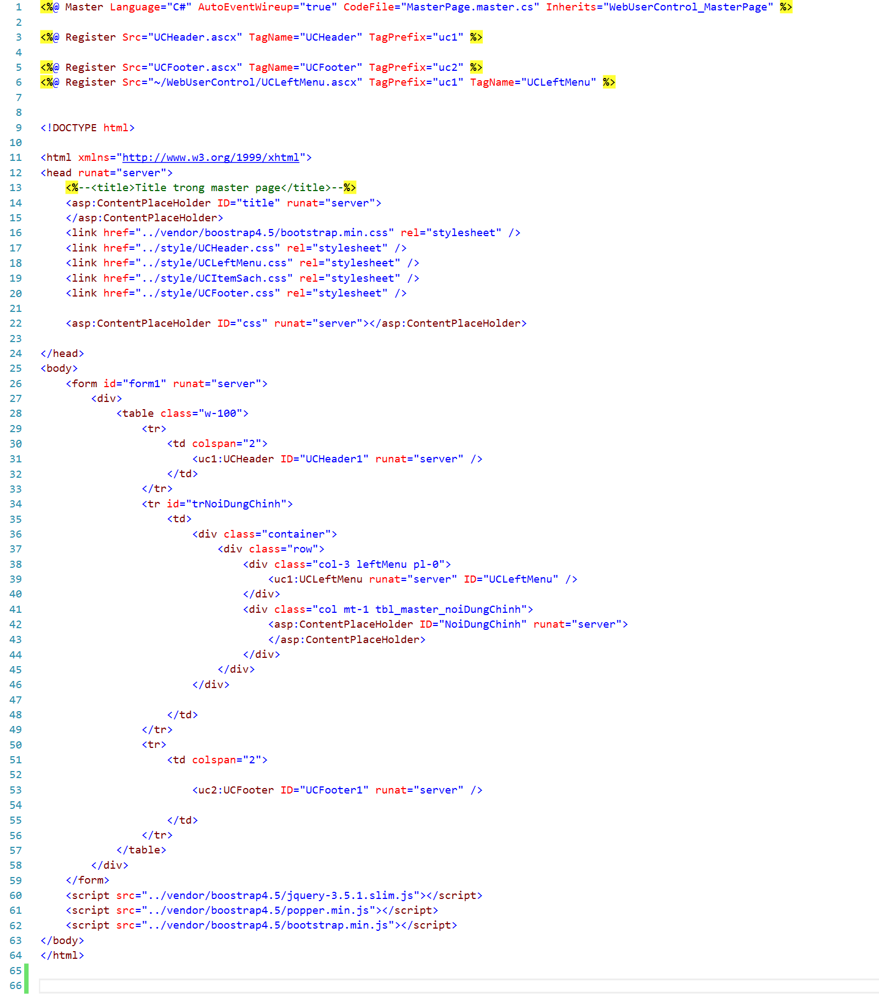 1 <%@ Master Language="C#" AutoEventWireup="true" CodeFile="MasterPage.master.cs" Inherits="WebUserControl_MasterPage" %>
2
3 <%@ Register Src="UCHeader.ascx" TagName="UCHeader" TagPrefix="uc1" %>
4
5 <%@ Register Src="UCFooter.ascx" TagName="UCFooter" TagPrefix="uc2" %>
6 <%@ Register Src="~/WebUserControl/UCLeftMenu.ascx" TagPrefix="uc1" TagName="UCLeftMenu" %>
7
8
9 <!DOCTYPE html>
10
11 <html xmlns="http://www.w3.org/1999/xhtml">
12 <head runat="server">
13     <%--<title>Title trong master page</title>--%>
14     <asp:ContentPlaceHolder ID="title" runat="server">
15     </asp:ContentPlaceHolder>
16     <link href="../vendor/boostrap4.5/bootstrap.min.css" rel="stylesheet" />
17     <link href="../style/UCHeader.css" rel="stylesheet" />
18     <link href="../style/UCLeftMenu.css" rel="stylesheet" />
19     <link href="../style/UCItemSach.css" rel="stylesheet" />
20     <link href="../style/UCFooter.css" rel="stylesheet" />
21
22     <asp:ContentPlaceHolder ID="css" runat="server"></asp:ContentPlaceHolder>
23
24 </head>
25 <body>
26     <form id="form1" runat="server">
27         <div>
28             <table class="w-100">
29                 <tr>
30                     <td colspan="2">
31                         <uc1:UCHeader ID="UCHeader1" runat="server" />
32                     </td>
33                 </tr>
34                 <tr id="trNoiDungChinh">
35                     <td>
36                         <div class="container">
37                             <div class="row">
38                                 <div class="col-3 leftMenu pl-0">
39                                     <uc1:UCLeftMenu runat="server" ID="UCLeftMenu" />
40                                 </div>
41                                 <div class="col mt-1 tbl_master_noiDungChinh">
42                                     <asp:ContentPlaceHolder ID="NoiDungChinh" runat="server">
43                                     </asp:ContentPlaceHolder>
44                                 </div>
45                             </div>
46                         </div>
47
48                     </td>
49                 </tr>
50                 <tr>
51                     <td colspan="2">
52
53                         <uc2:UCFooter ID="UCFooter1" runat="server" />
54
55                     </td>
56                 </tr>
57             </table>
58         </div>
59     </form>
60     <script src="../vendor/boostrap4.5/jquery-3.5.1.slim.js"></script>
61     <script src="../vendor/boostrap4.5/popper.min.js"></script>
62     <script src="../vendor/boostrap4.5/bootstrap.min.js"></script>
63 </body>
64 </html>
65
66